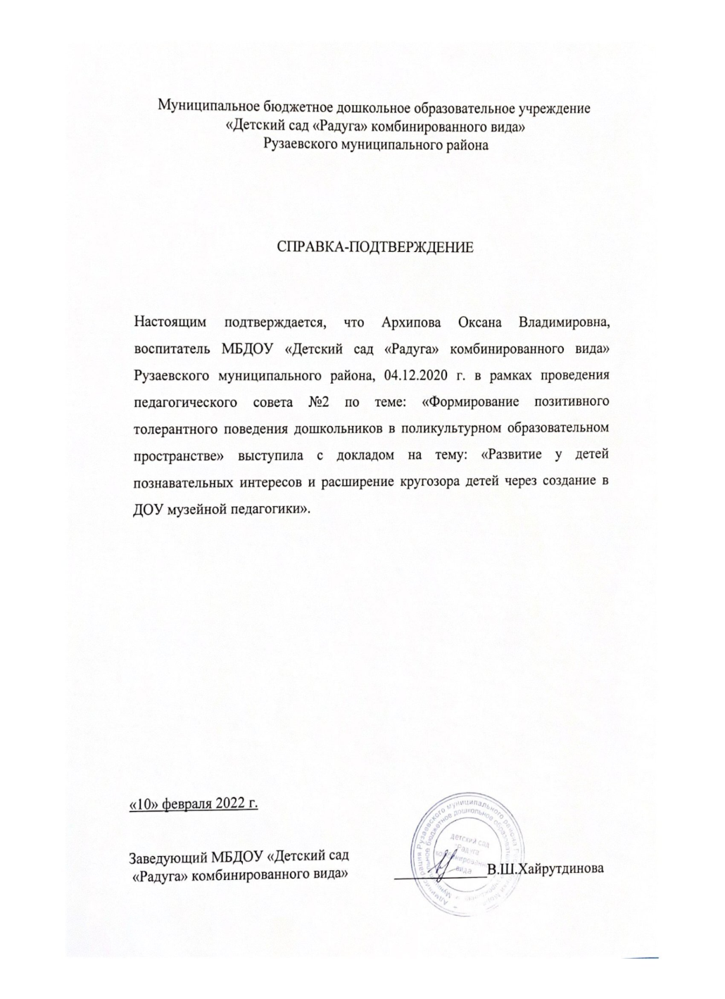 Муниципальное бюджетное дошкольное образовательное учреждение
«Детский сад «Радуга» комбинированного вида»
Рузаевского муниципального района
СПРАВКА-ПОДТВЕРЖДЕНИЕ
Настоящим подтверждается, что Архипова Оксана Владимировна,
воспитатель МБДОУ «Детский сад «Радуга» комбинированного вида»
Рузаевского муниципального района, 04.12.2020 г. в рамках проведения
педагогического совета №2 по теме: «Формирование позитивного
толерантного поведения дошкольников в поликультурном образовательном
пространстве» выступила с докладом на тему: «Развитие у детей
познавательных интересов и расширение кругозора детей через создание в
ДОУ музейной педагогики».
«10» февраля 2022 г.
Заведующий МБДОУ «Детский сад
«Радуга» комбинированного вида»
В.Ш.Хайрутдинова
Рузаевского муниципального района
бюджетное дошкольное
детский сад
"Радуга
вида